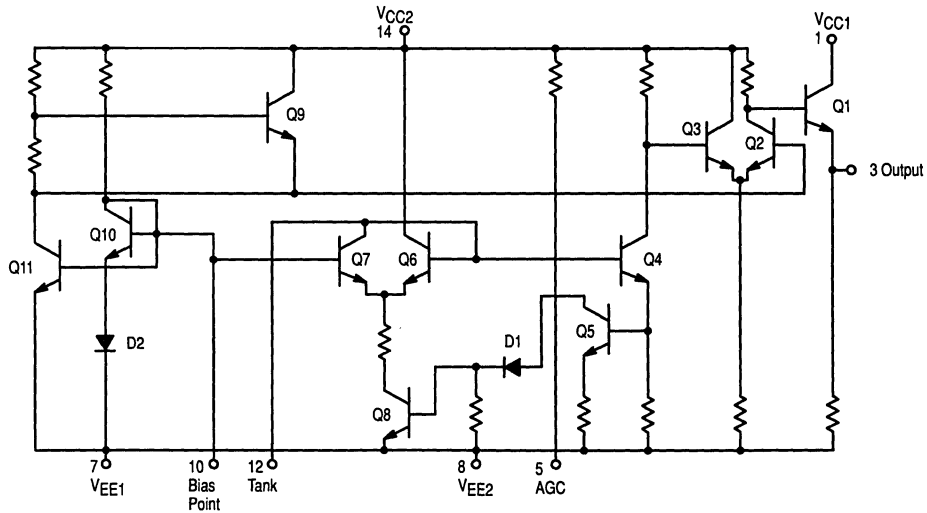 VCC2
14
VCC1
1
Q9
Q3
Q2
Q1
3 Output
Q10
Q11
Q7
Q6
Q4
D2
D1
Q5
Q8
7
VEE1
10
Bias
Point
12
Tank
8
VEE2
5
AGC